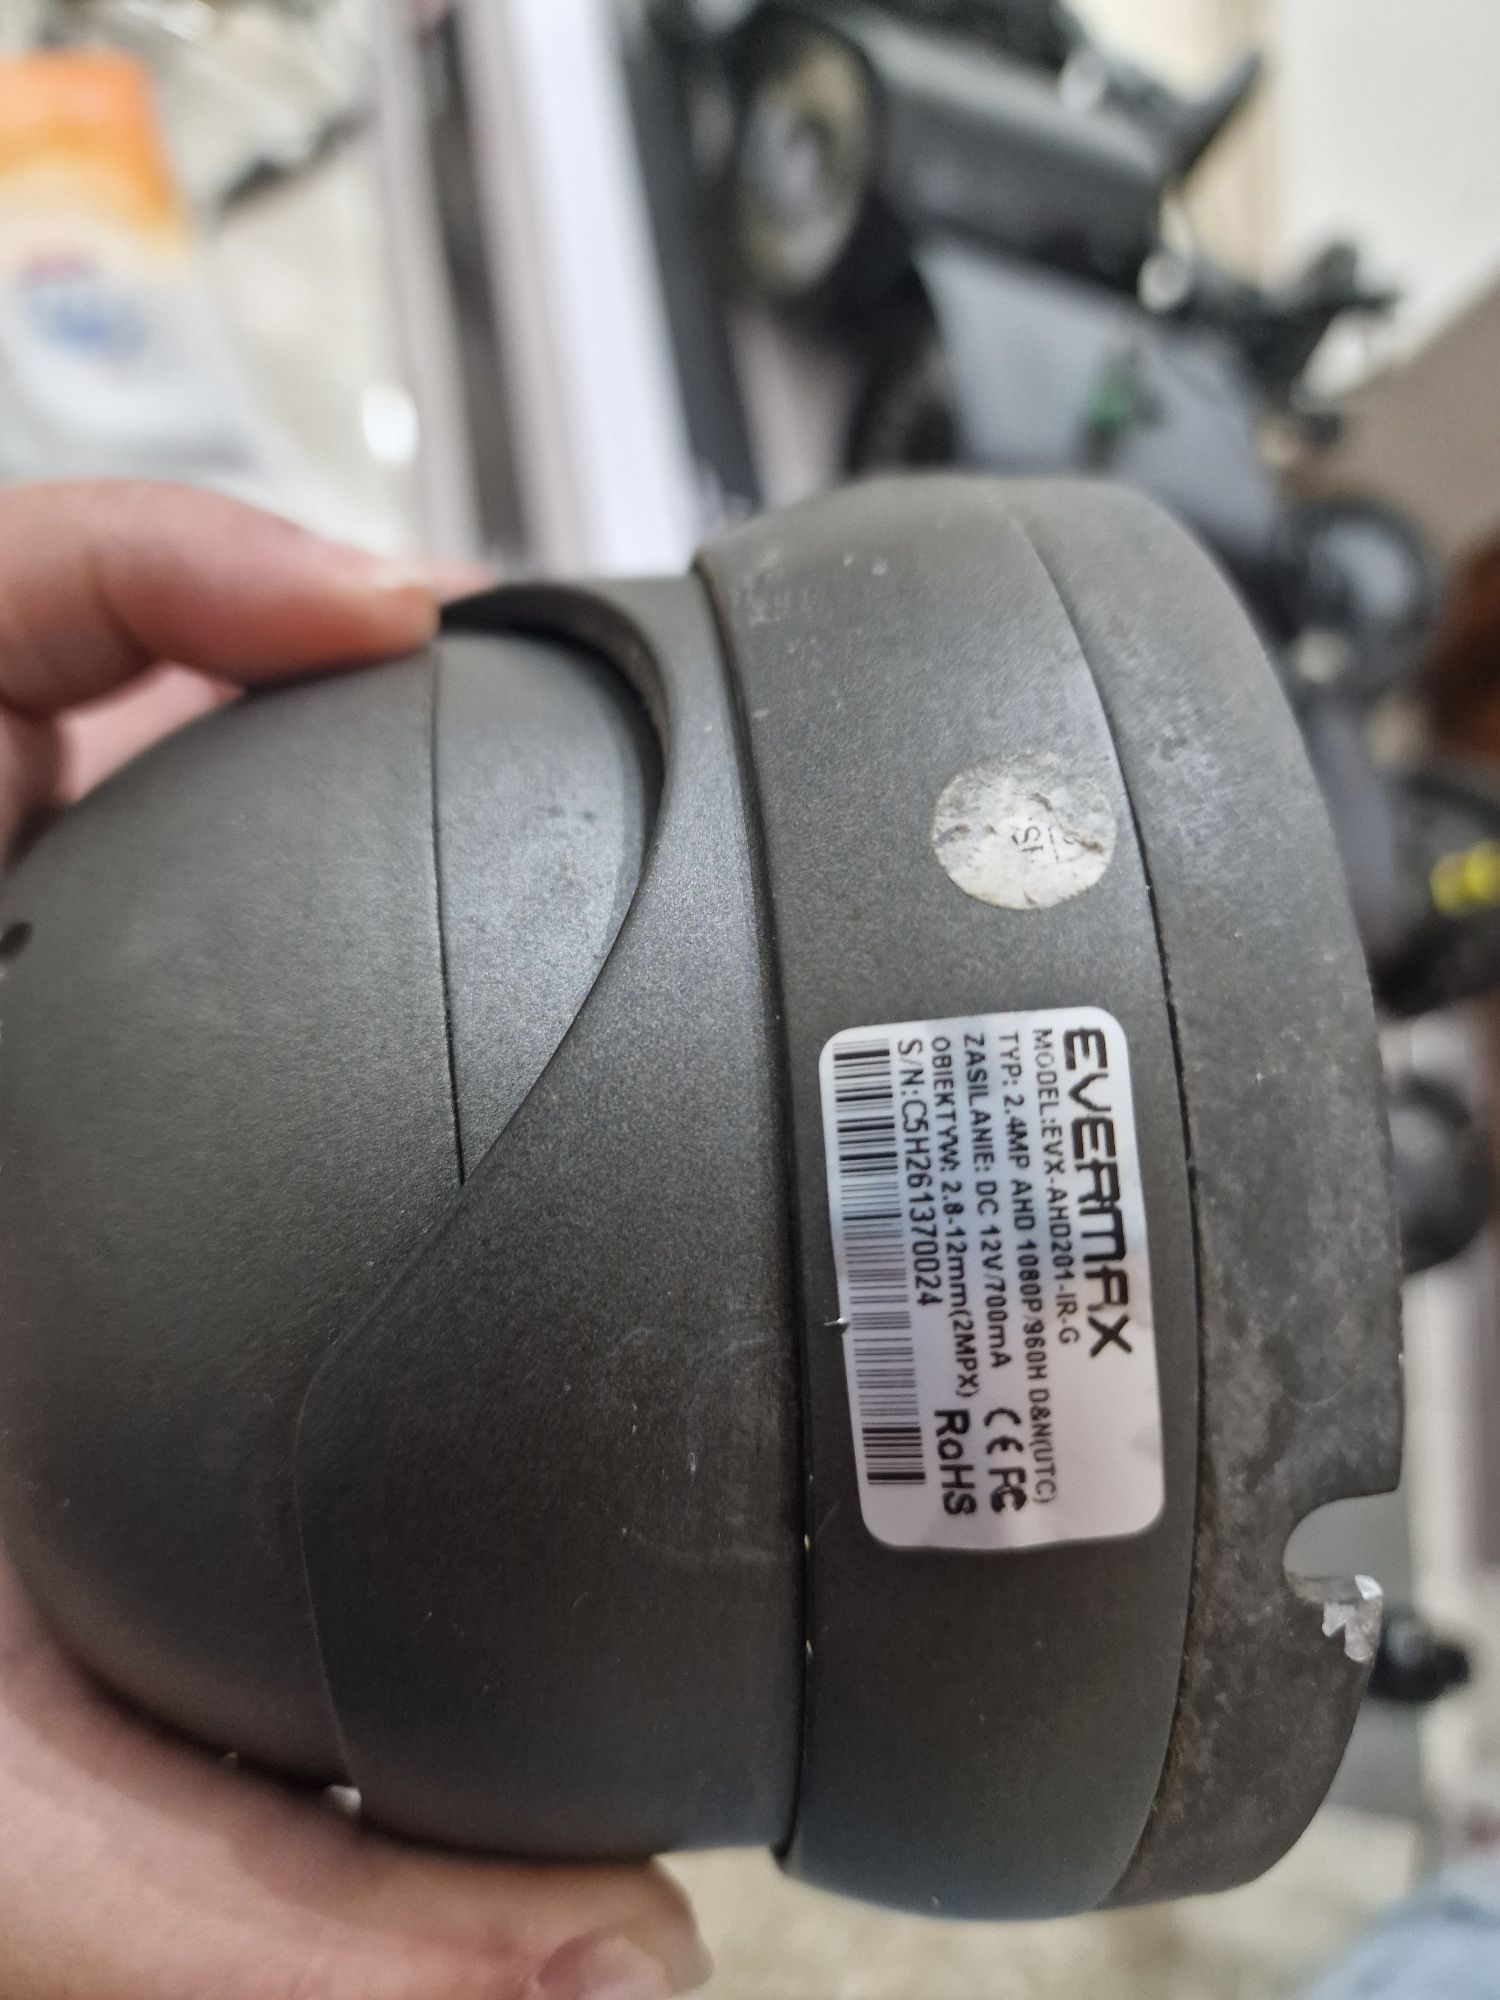 EVERMAX
MODEL:EVX-AHD201-IR-G
TYP: 2.4MP AHD 1080P/960H D&N(UTC)
ZASILANIE: DC 12V/700mA CE FC
OBIEKTYW: 2.8-12mm(2MPX) RoHS
S/N:C5H261370024